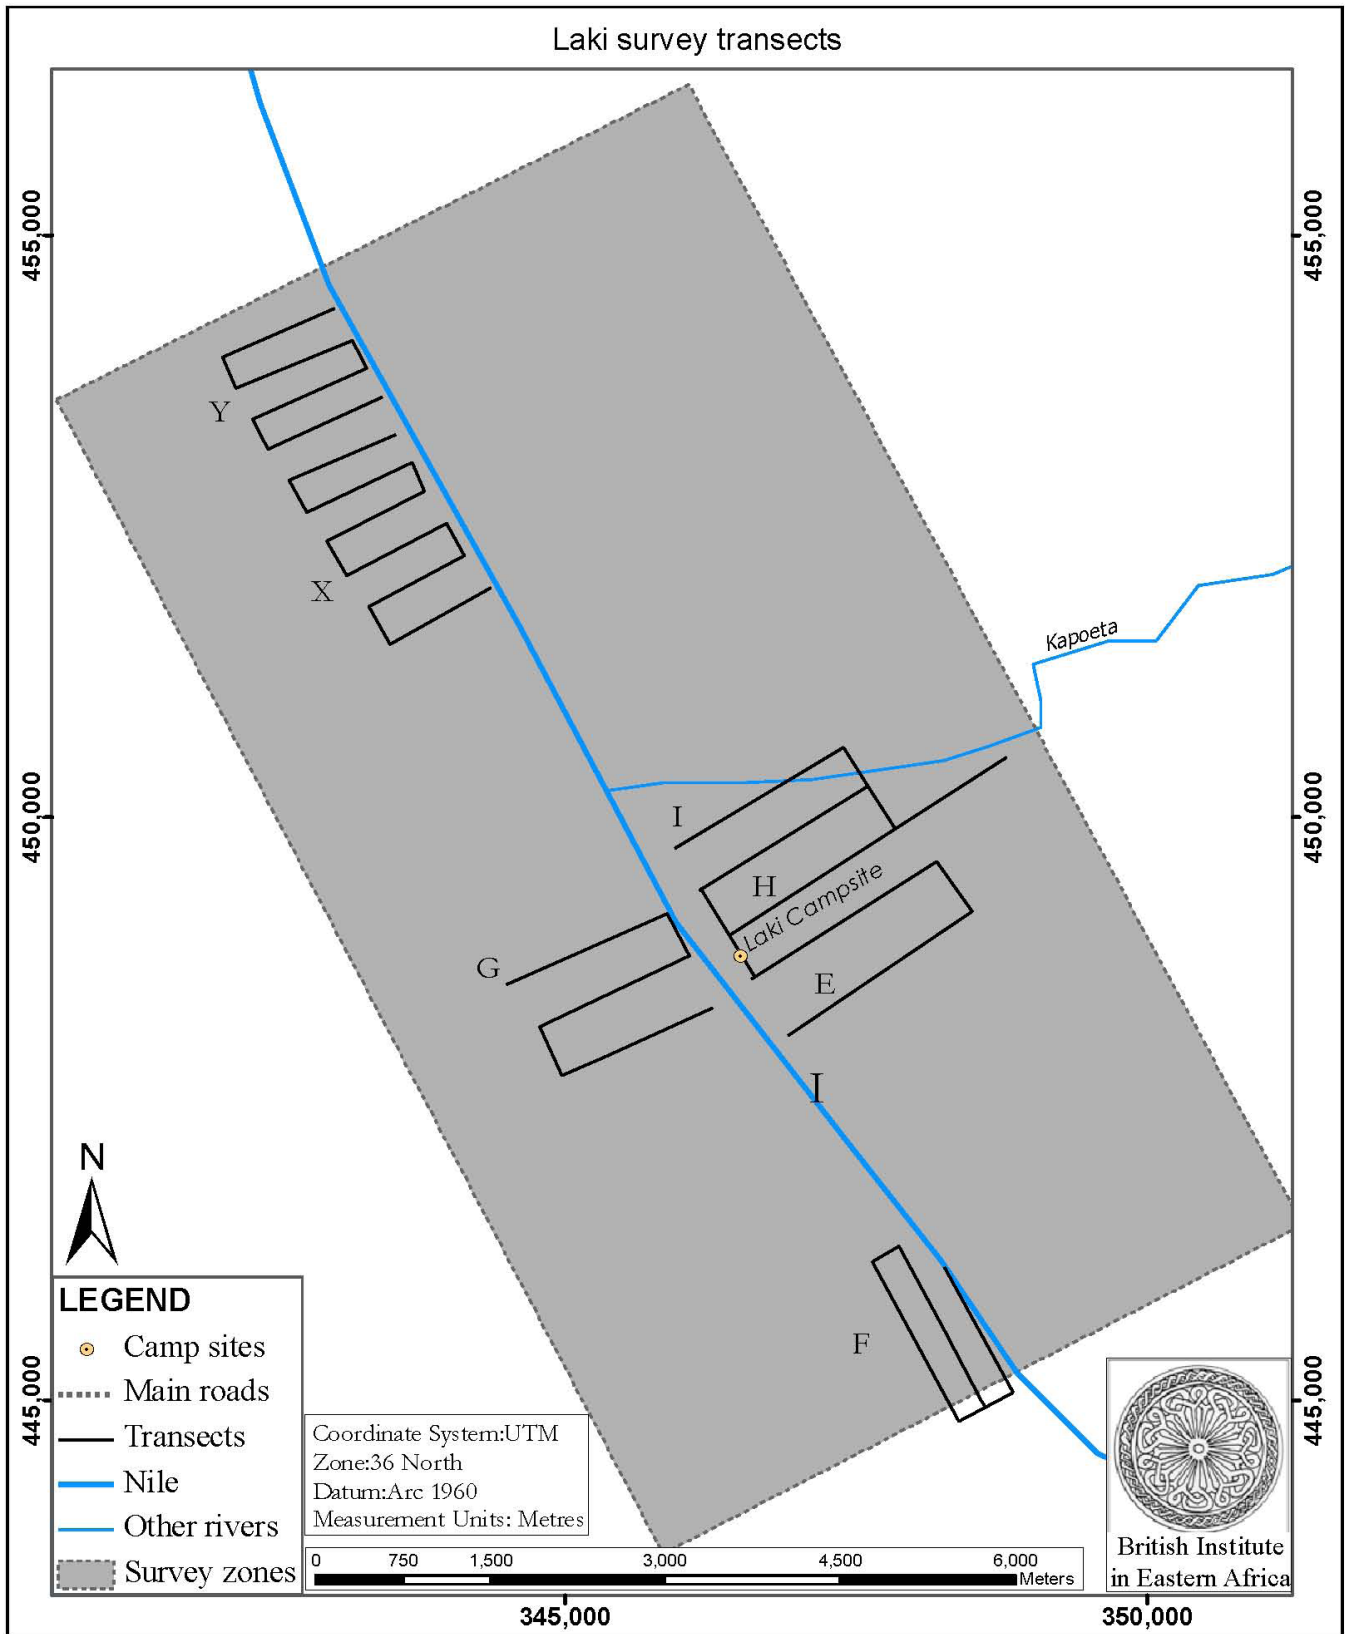 Laki survey transects
455,000
455,000
Y
X
Kapoeta
450,000
450,000
I
H
Laki Campsite
G
E
I
N
F
445,000
445,000
LEGEND
Camp sites
Main roads
Transects
Nile
Other rivers
Survey zones
Coordinate System:UTM
Zone:36 North
Datum:Arc 1960
Measurement Units: Metres
0 750 1,500 3,000 4,500 6,000
Meters
British Institute
in Eastern Africa
345,000
350,000